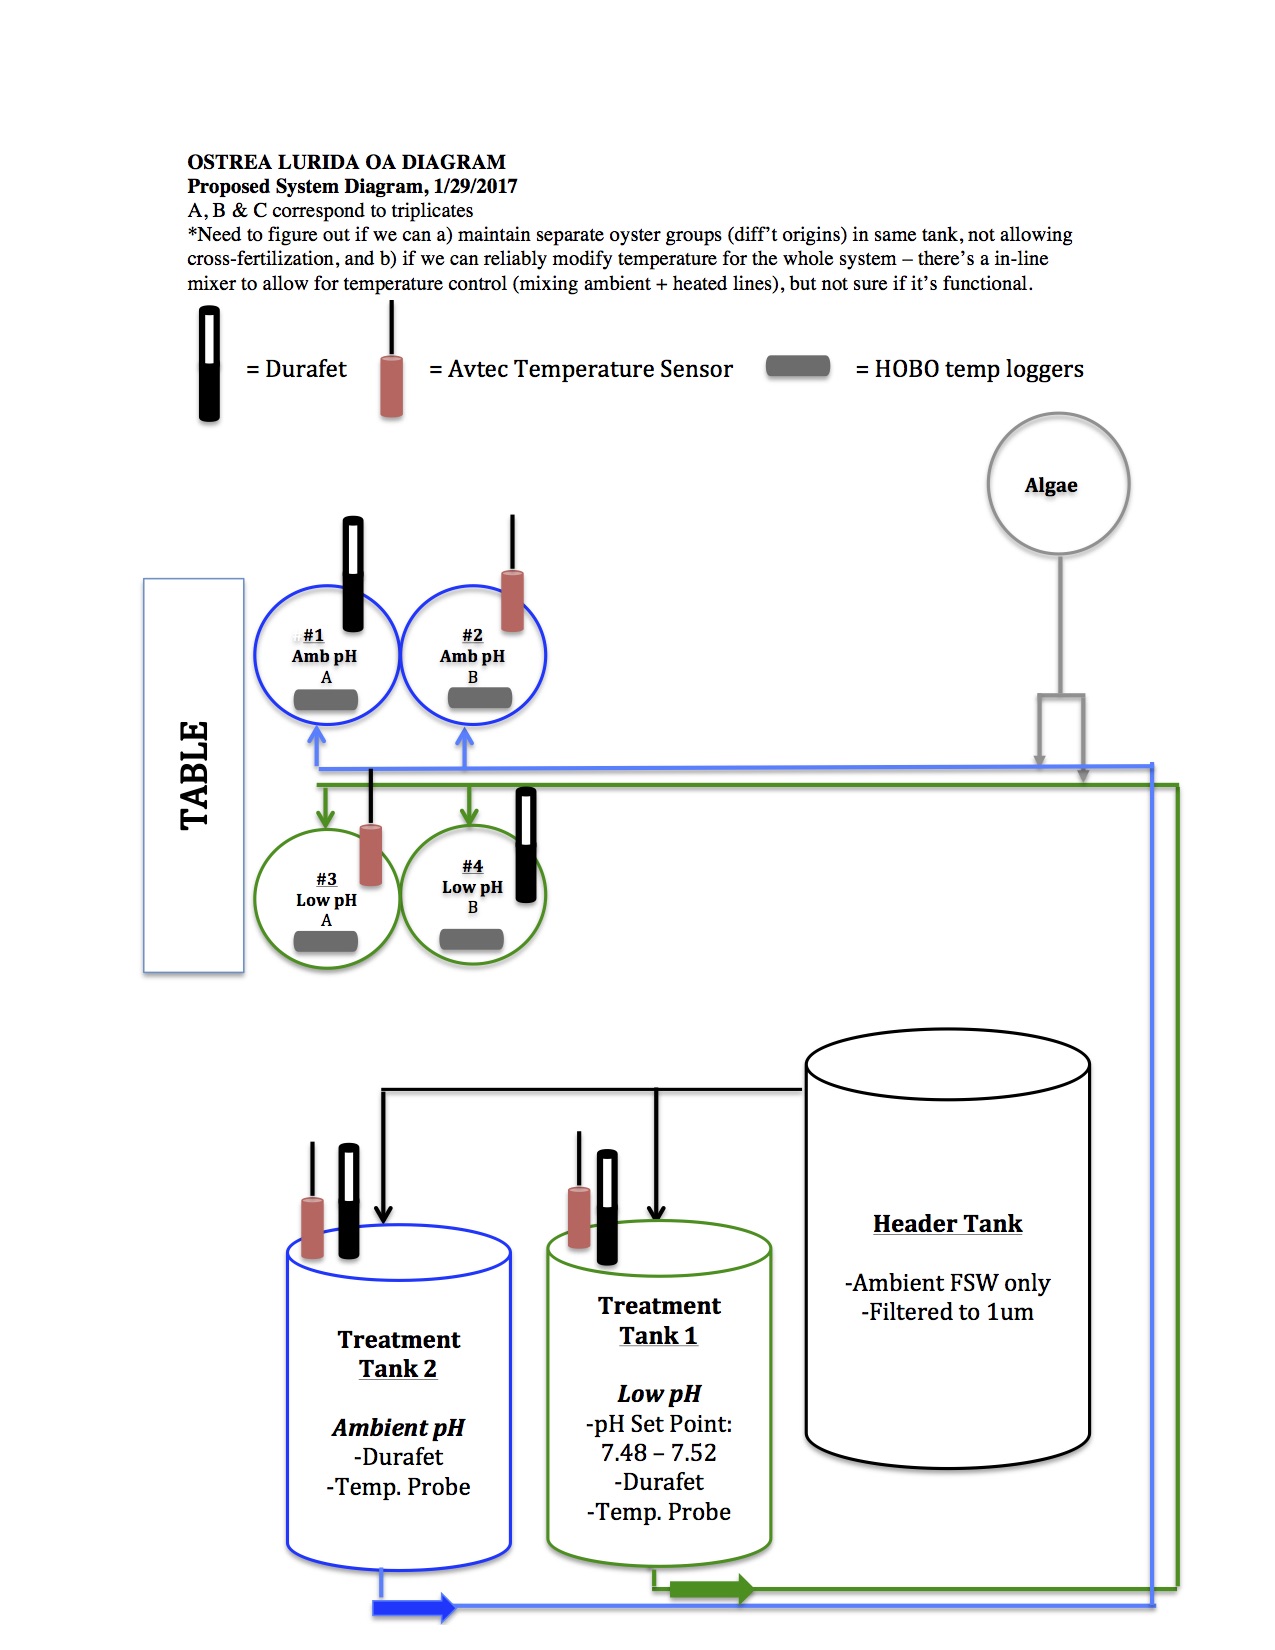 OSTREA LURIDA OA DIAGRAM
Proposed System Diagram, 1/29/2017
A, B & C correspond to triplicates
*Need to figure out if we can a) maintain separate oyster groups (diff't origins) in same tank, not allowing
cross-fertilization, and b) if we can reliably modify temperature for the whole system – there's a in-line
mixer to allow for temperature control (mixing ambient + heated lines), but not sure if it's functional.
= Durafet
= Avtec Temperature Sensor
= HOBO temp loggers
Algae
TABLE
#1
Amb pH
A
#2
Amb pH
B
#3
Low pH
A
#4
Low pH
B
Header Tank
-Ambient FSW only
-Filtered to 1um
Treatment
Tank 2
Ambient pH
-Durafet
-Temp. Probe
Treatment
Tank 1
Low pH
-pH Set Point:
7.48 – 7.52
-Durafet
-Temp. Probe